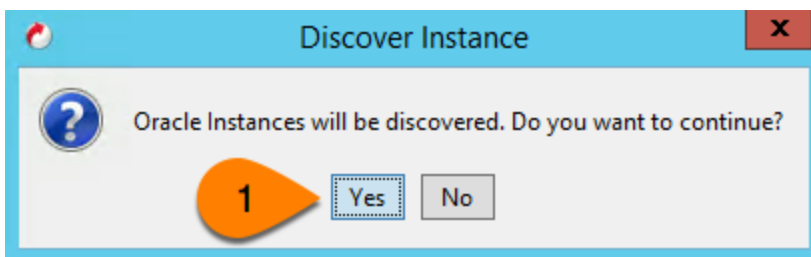 Discover Instance
x
?
Oracle Instances will be discovered. Do you want to continue?
1
Yes
No